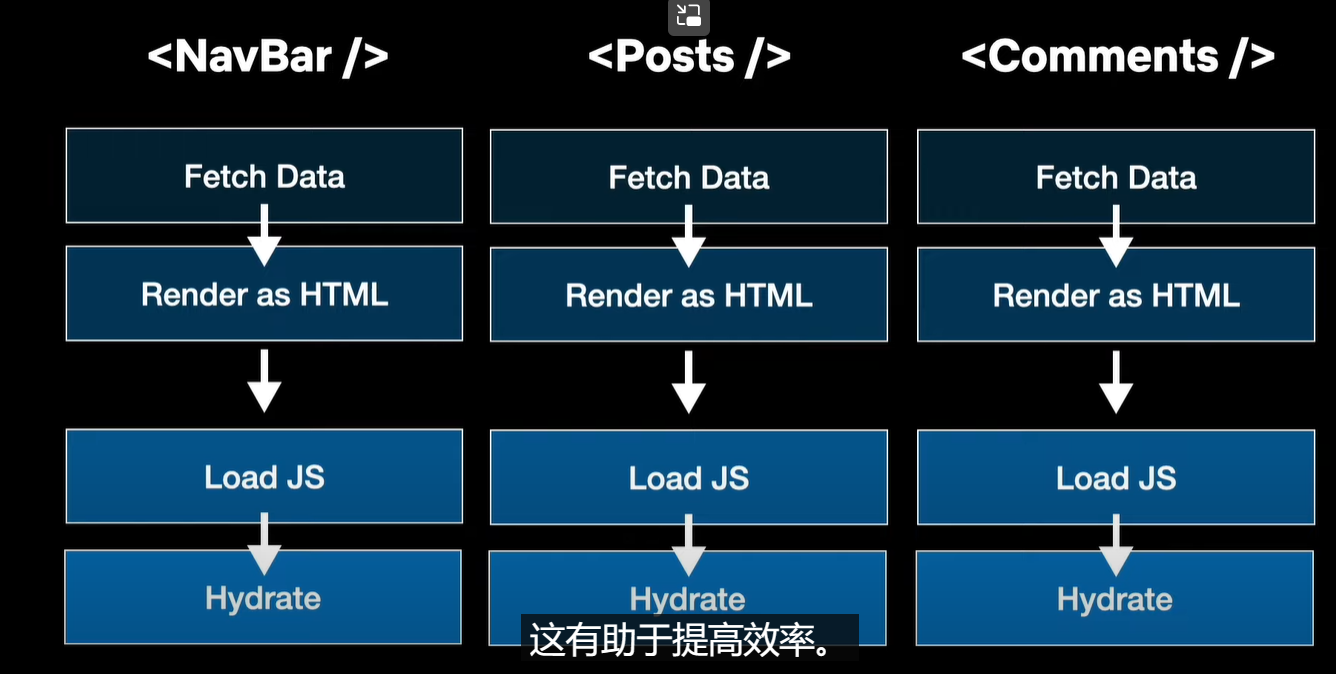 <NavBar />
<Posts />
<Comments />
Fetch Data
Fetch Data
Fetch Data
Render as HTML
Render as HTML
Render as HTML
Load JS
Load JS
Load JS
Hydrate
Hydrate
Hydrate
这有助于提高效率。